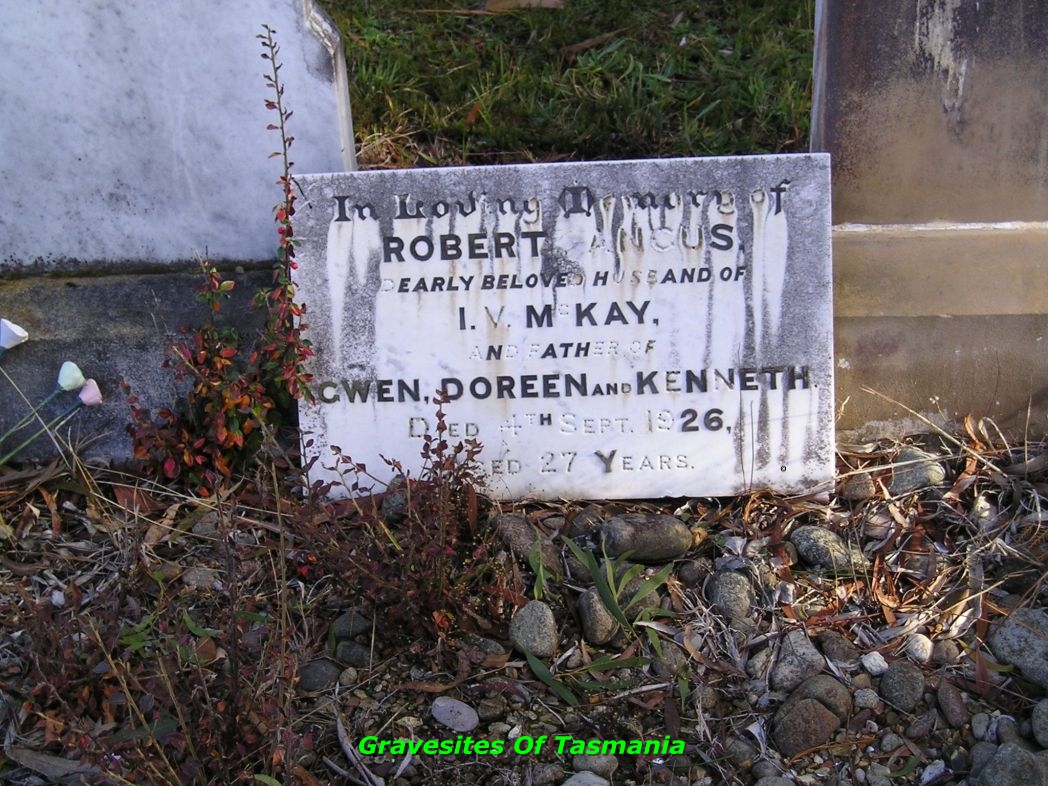 In Loving Memory of
ROBERT ANGUS,
DEARLY BELOVED HUSBAND OF
I. V. McKAY,
AND FATHER OF
GWEN, DOREEN AND KENNETH.
DIED 4TH SEPT. 1926,
AGED 27 YEARS.
Gravesites Of Tasmania